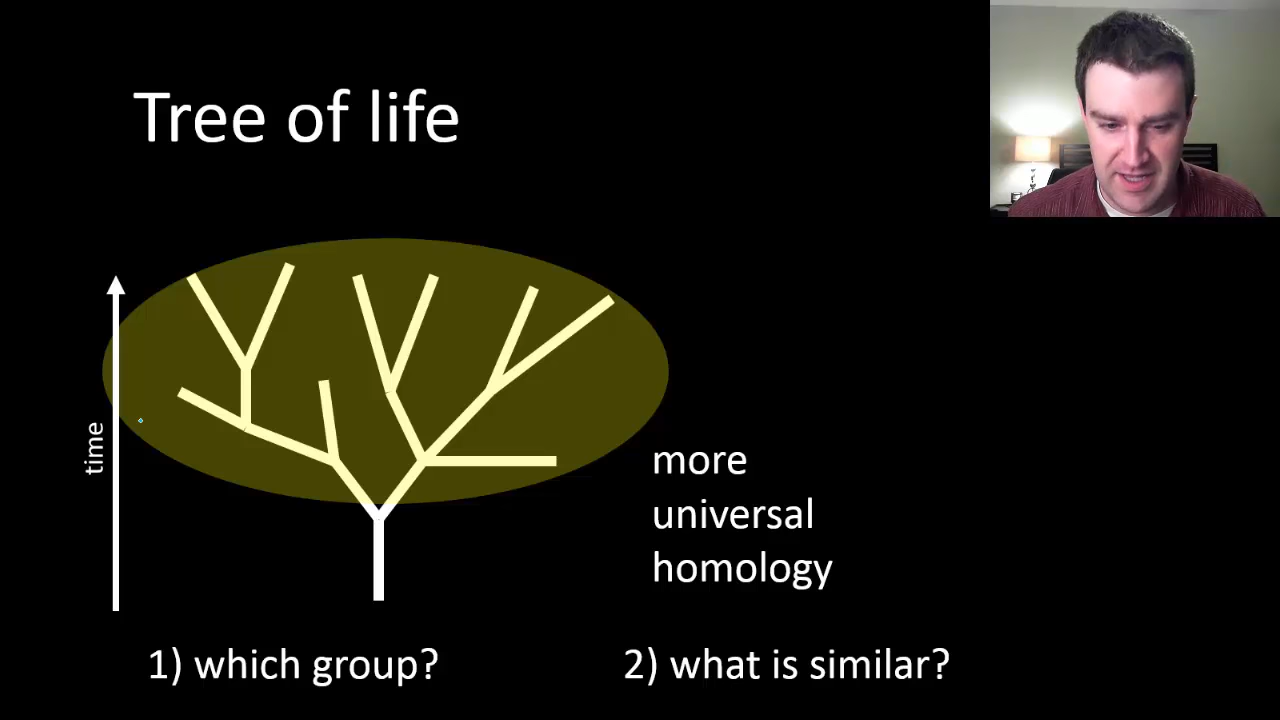 Tree of life
time
more
universal
homology
1) which group?
2) what is similar?